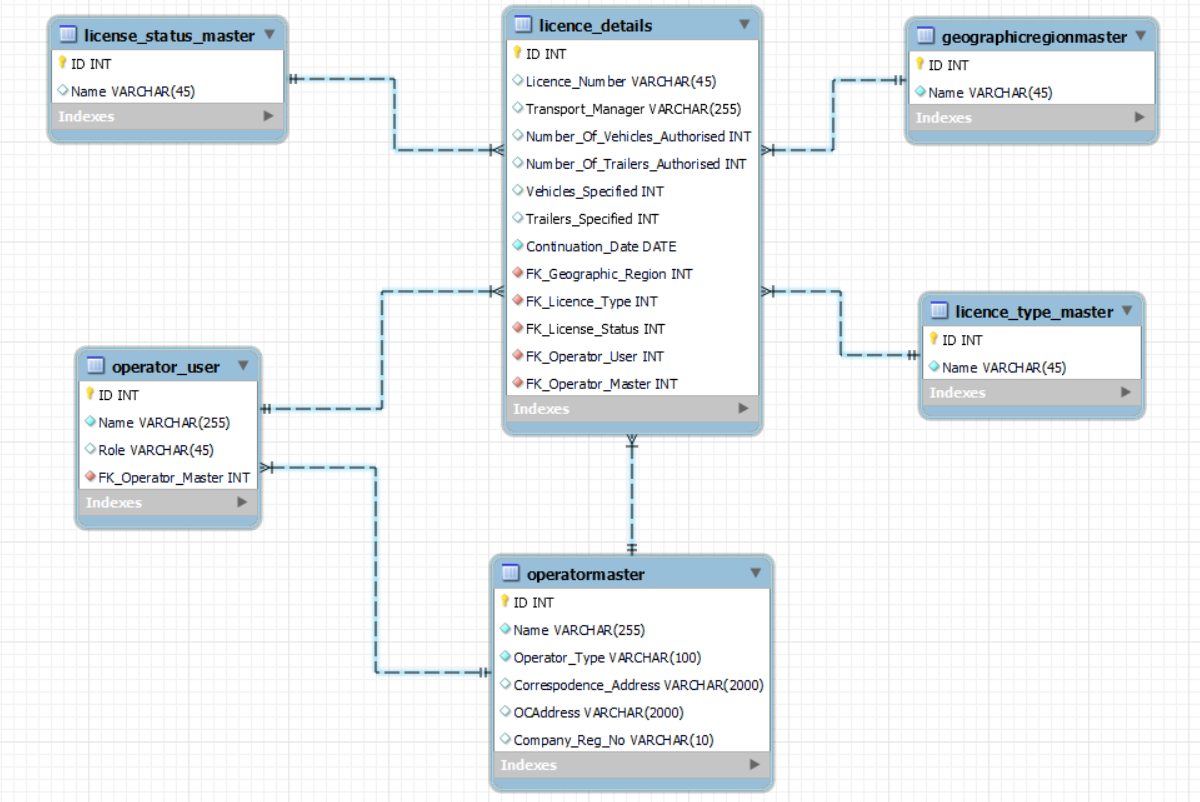 license_status_master
ID INT
Name VARCHAR(45)
Indexes
licence_details
ID INT
Licence_Number VARCHAR(45)
Transport_Manager VARCHAR(255)
Number_Of_Vehicles_Authorised INT
Number_Of_Trailers_Authorised INT
Vehicles_Specified INT
Trailers_Specified INT
Continuation_Date DATE
FK_Geographic_Region INT
FK_Licence_Type INT
FK_License_Status INT
FK_Operator_User INT
FK_Operator_Master INT
Indexes
geographicregionmaster
ID INT
Name VARCHAR(45)
Indexes
licence_type_master
ID INT
Name VARCHAR(45)
Indexes
operator_user
ID INT
Name VARCHAR(255)
Role VARCHAR(45)
FK_Operator_Master INT
Indexes
operatormaster
ID INT
Name VARCHAR(255)
Operator_Type VARCHAR(100)
Correspodence_Address VARCHAR(2000)
OCAddress VARCHAR(2000)
Company_Reg_No VARCHAR(10)
Indexes